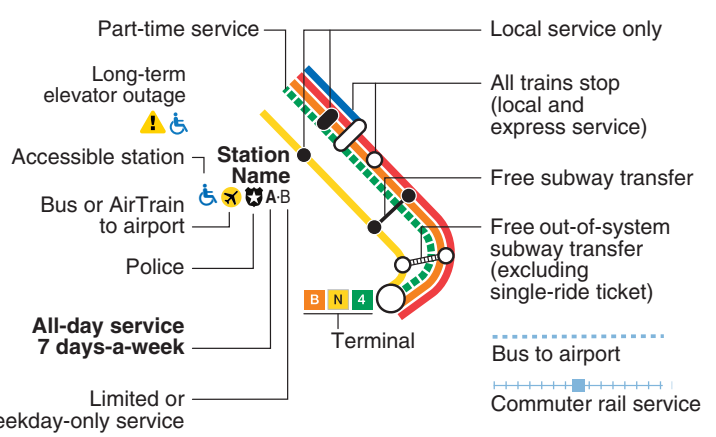 Part-time service
Local service only
Long-term
elevator outage
All trains stop
(local and
express service)
Accessible station
Station
Name
A·B
Free subway transfer
Bus or AirTrain
to airport
Free out-of-system
subway transfer
(excluding
single-ride ticket)
Police
B N 4
Terminal
All-day service
7 days-a-week
Bus to airport
Commuter rail service
Limited or
eekday-only service